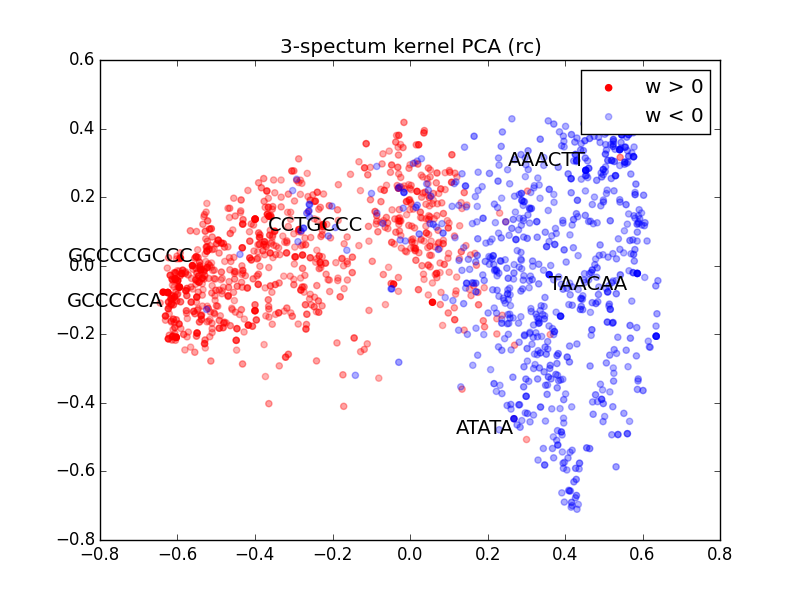 3-spectum kernel PCA (rc)
w > 0
w < 0
0.6
0.4
0.2
0.0
−0.2
−0.4
−0.6
−0.8
AAACTT
CCTGCCC
GCCCCGCCC
TAACAA
GCCCCCA
ATATA
−0.8
−0.6
−0.4
−0.2
0.0
0.2
0.4
0.6
0.8